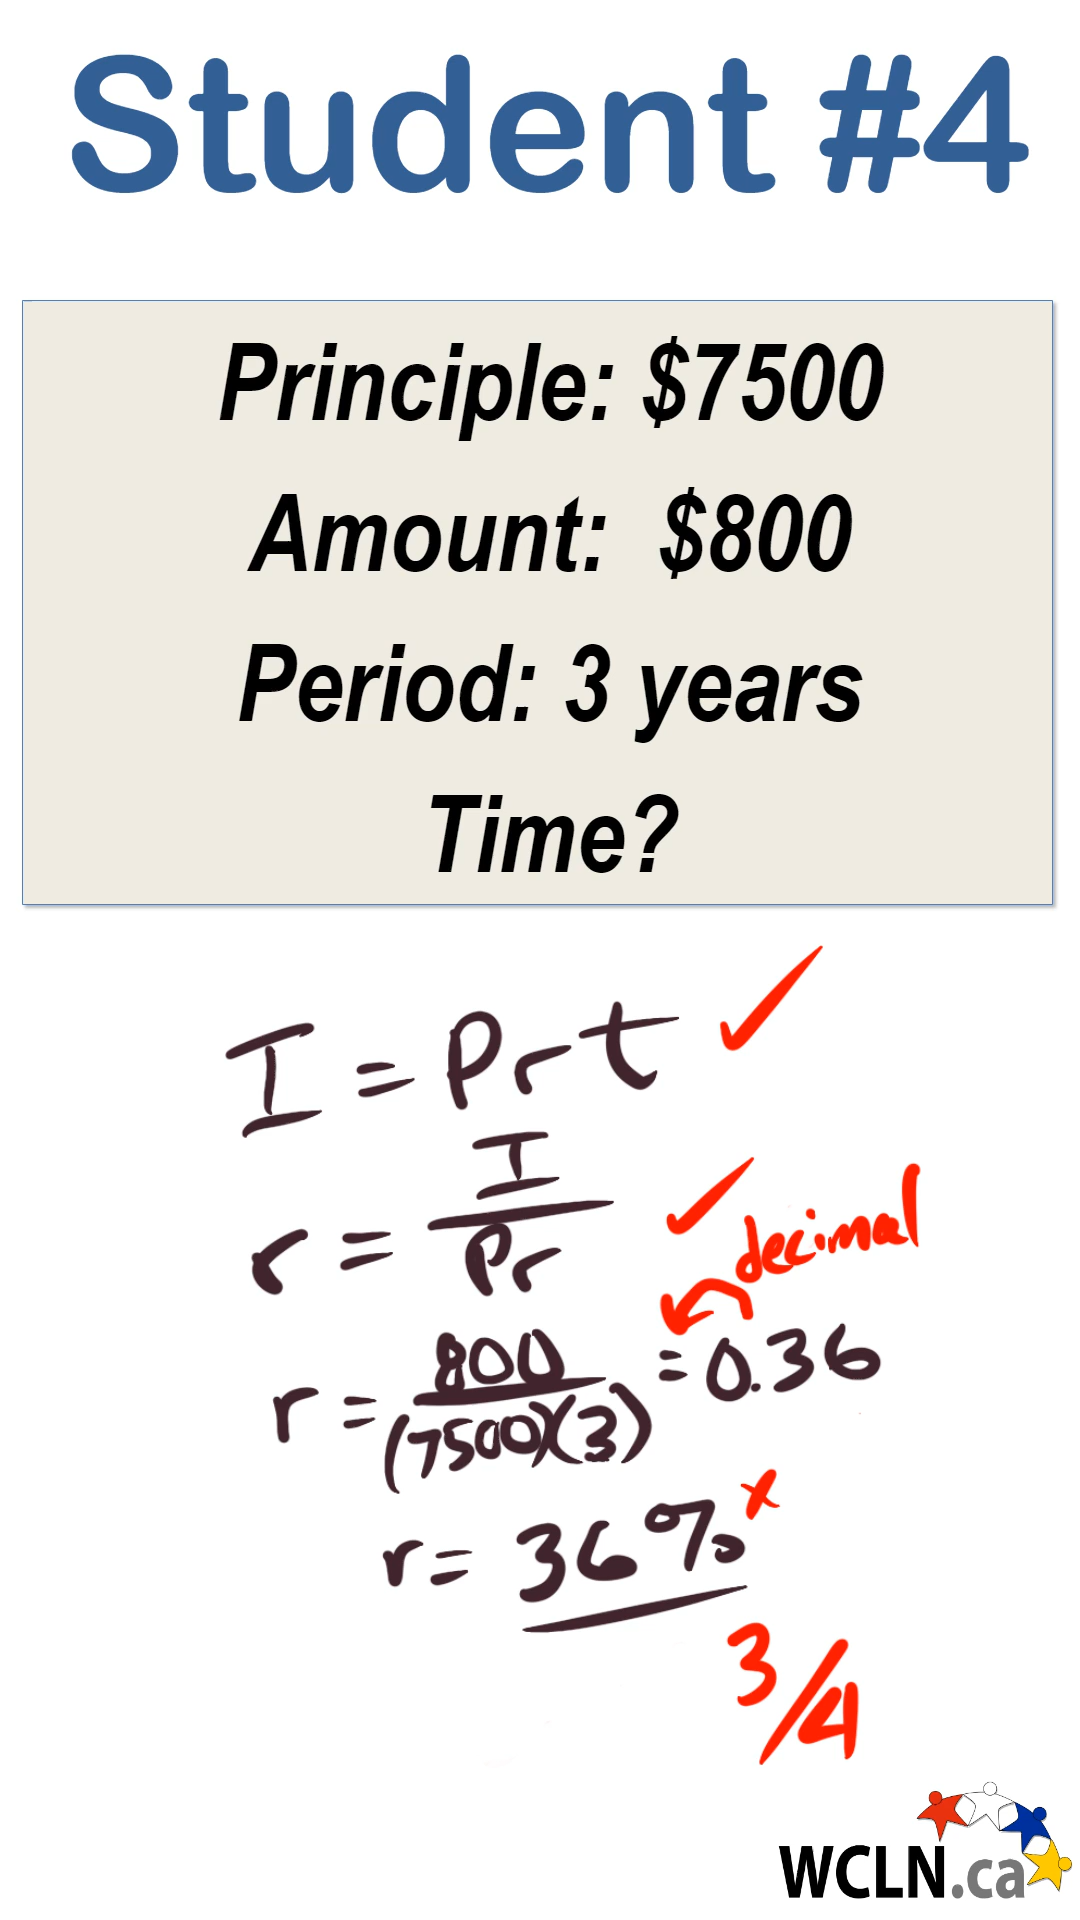 Student #4
Principle: $7500
Amount: $800
Period: 3 years
Time?
I = Prt ✓
r = I/Pr ✓
decimal
r = 800/(7500)(3) = 0.36
r = 36% x
3/4
WCLN.ca